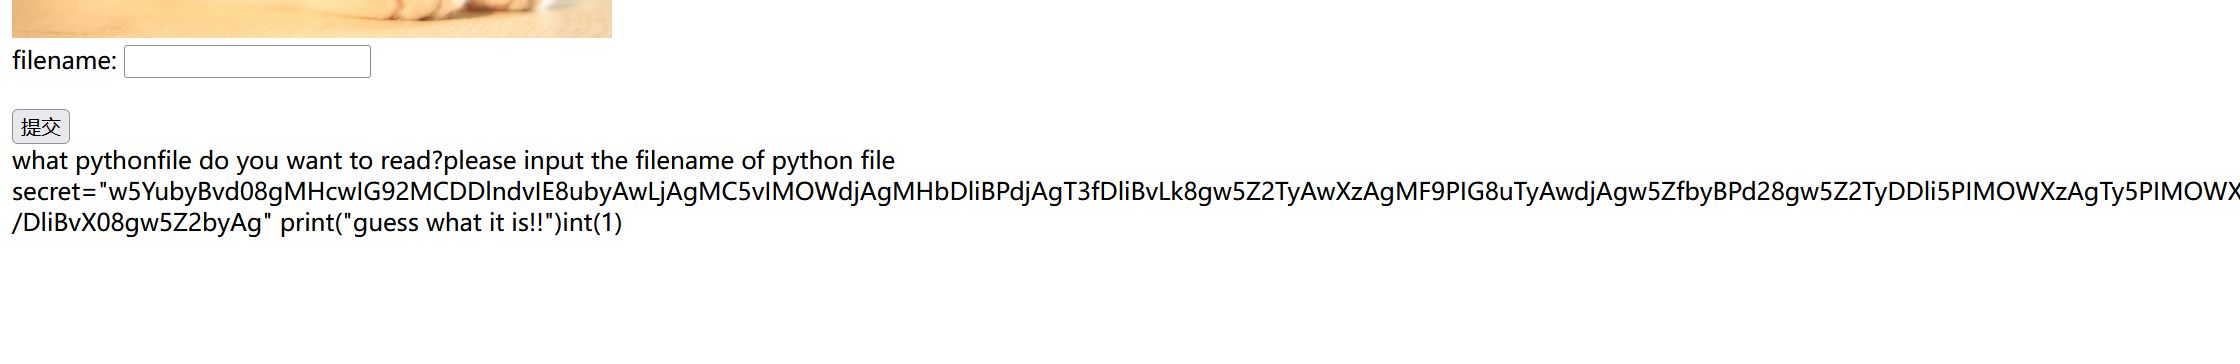 filename:
提交
what pythonfile do you want to read?please input the filename of python file
secret="w5YubyBvd08gMHcwIG92MCDDlndvIE8ubyAwLjAgMC5vIMOWdjAgMHbDliBPdjAgT3fDliBvLk8gw5Z2TyAwXzAgMF9PIG8uTyAwdjAgw5ZfbyBPd28gw5Z2TyDDli5PIMOWXzAgTy5PIMOWX
/DliBvX08gw5Z2byAg" print("guess what it is!!")int(1)